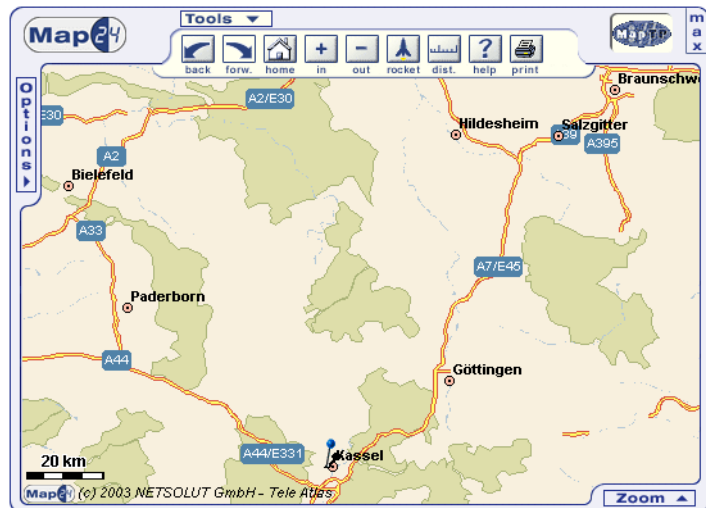 Map24
Tools
MapTP
max
back forw. home in out rocket dist. help print
Options
A2/E30
Braunschwe
E30
Hildesheim
Salzgitter
39
A395
A2
Bielefeld
A33
A7/E45
Paderborn
A44
Göttingen
A44/E331
Kassel
20 km
Map24 (c) 2003 NETSOLUT GmbH - Tele Atlas
Zoom